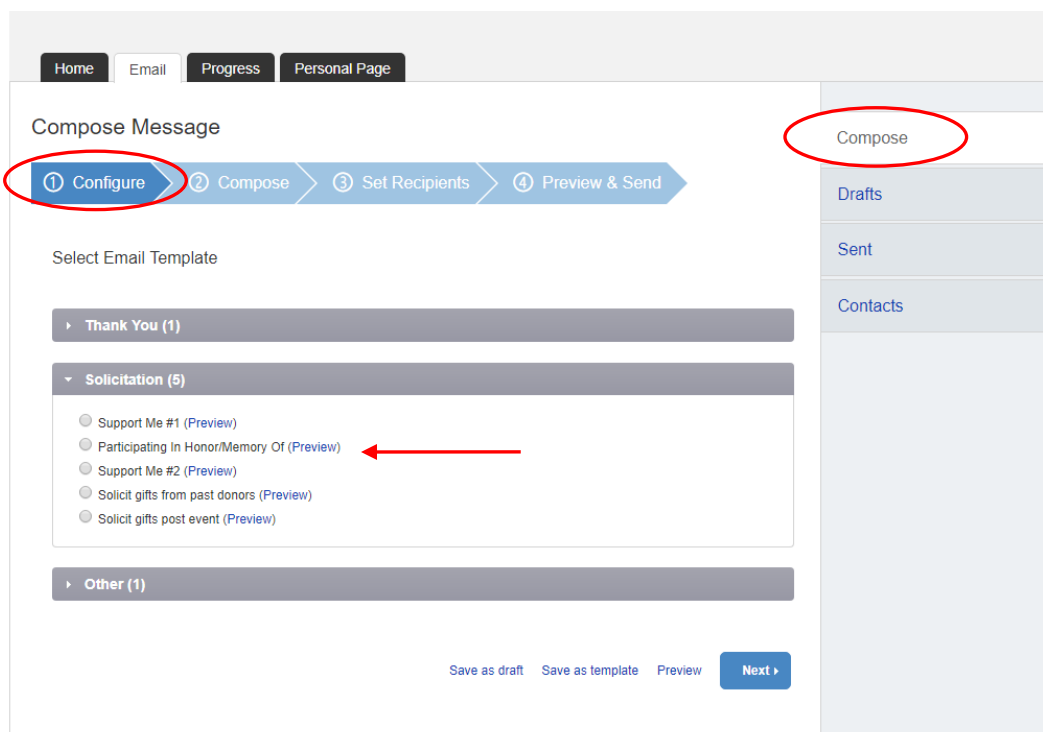 Home Email Progress Personal Page
Compose Message
① Configure ② Compose ③ Set Recipients ④ Preview & Send
Select Email Template
Thank You (1)
Solicitation (5)
Support Me #1 (Preview)
Participating In Honor/Memory Of (Preview)
Support Me #2 (Preview)
Solicit gifts from past donors (Preview)
Solicit gifts post event (Preview)
Other (1)
Save as draft Save as template Preview Next
Compose
Drafts
Sent
Contacts